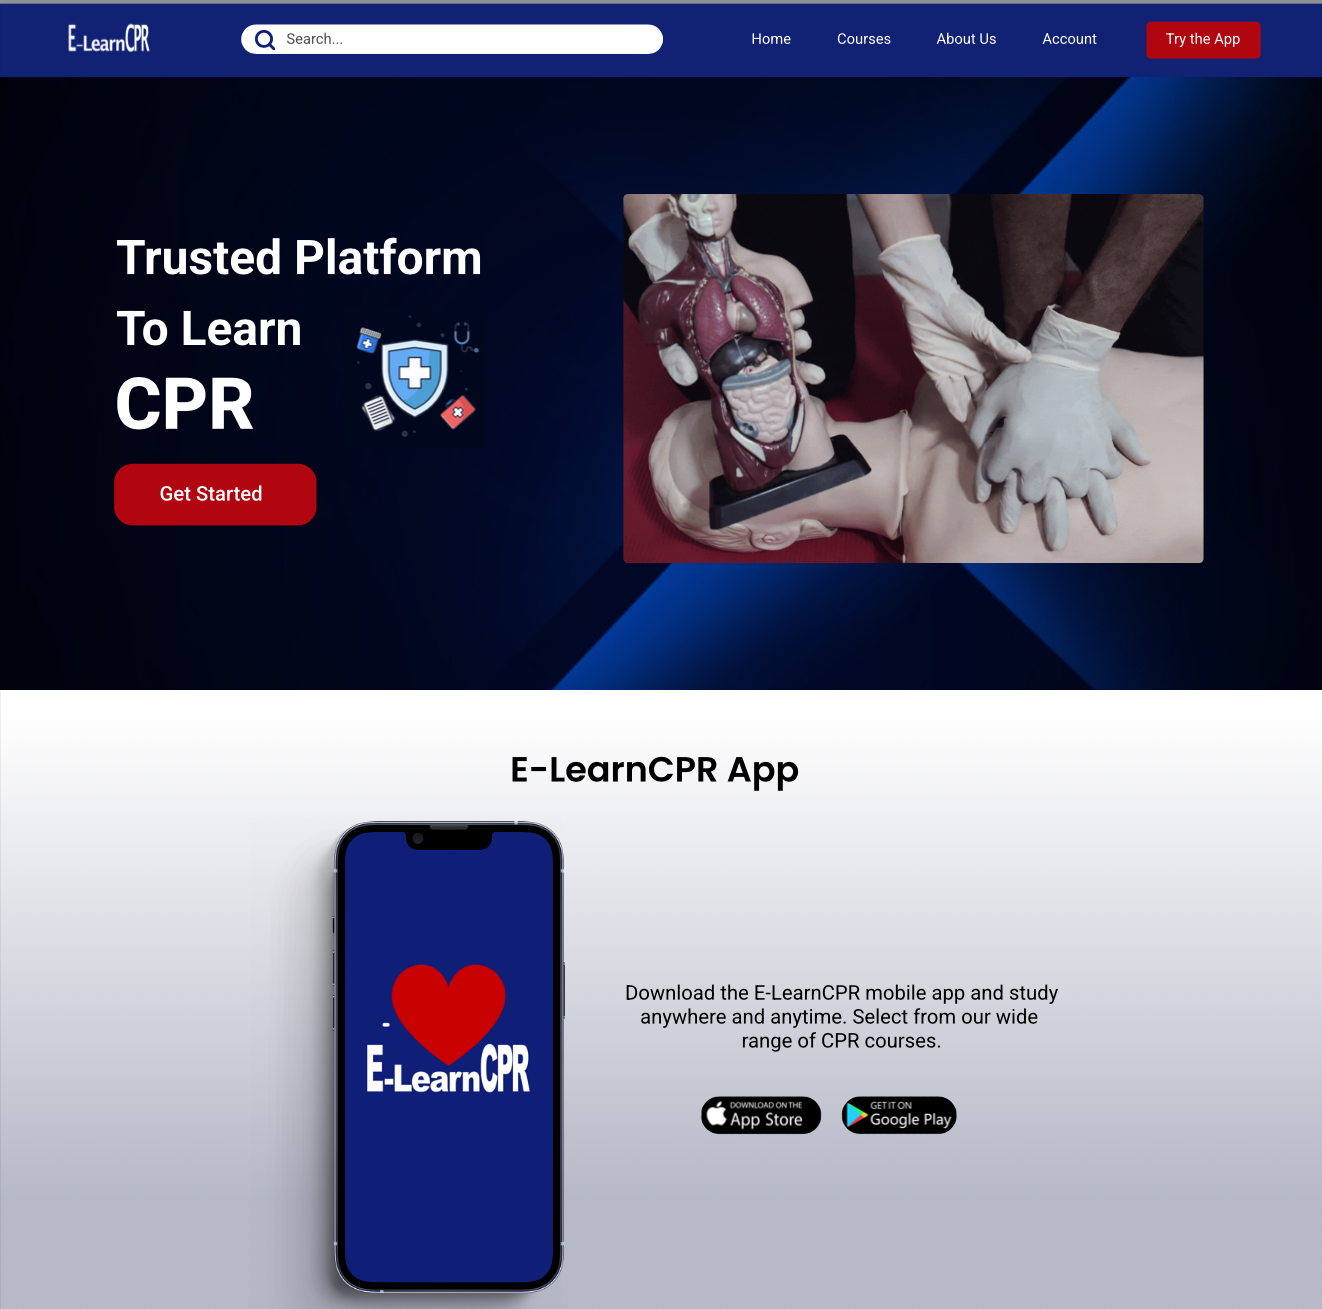 E-LearnCPR
Search...
Home
Courses
About Us
Account
Try the App
Trusted Platform
To Learn
CPR
Get Started
E-LearnCPR App
E-LearnCPR
Download the E-LearnCPR mobile app and study
anywhere and anytime. Select from our wide
range of CPR courses.
DOWNLOAD ON THE
App Store
GET IT ON
Google Play